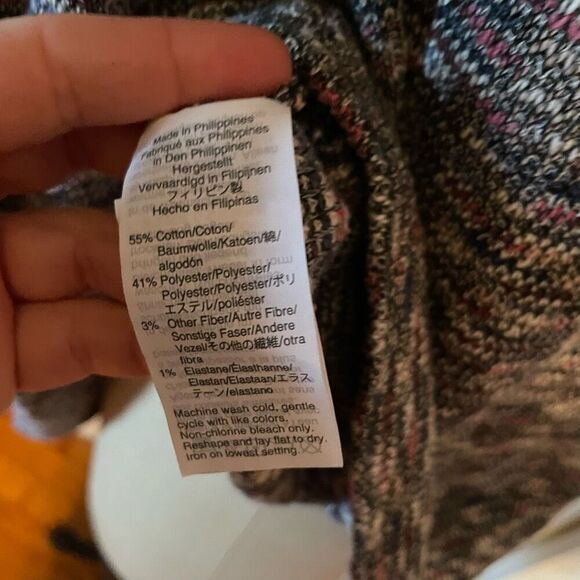 Made in Philippines
Fabriqué aux Philippines
in Den Philippinen
Hergestellt
Vervaardigd in Filipijnen
フィリピン製
Hecho en Filipinas
55% Cotton/Coton/
Baumwolle/Katoen/綿/
algodón
41% Polyester/Polyester/
Polyester/Polyester/ポリ
エステル/poliéster
3% Other Fiber/Autre Fibre/
Sonstige Faser/Andere
Vezel/その他の繊維/otra
fibra
1% Elastane/Élasthanne/
Elastan/Elastaan/エラス
テーン/elastano
Machine wash cold, gentle
cycle with like colors.
Non-chlorine bleach only.
Reshape and lay flat to dry.
Iron on lowest setting.